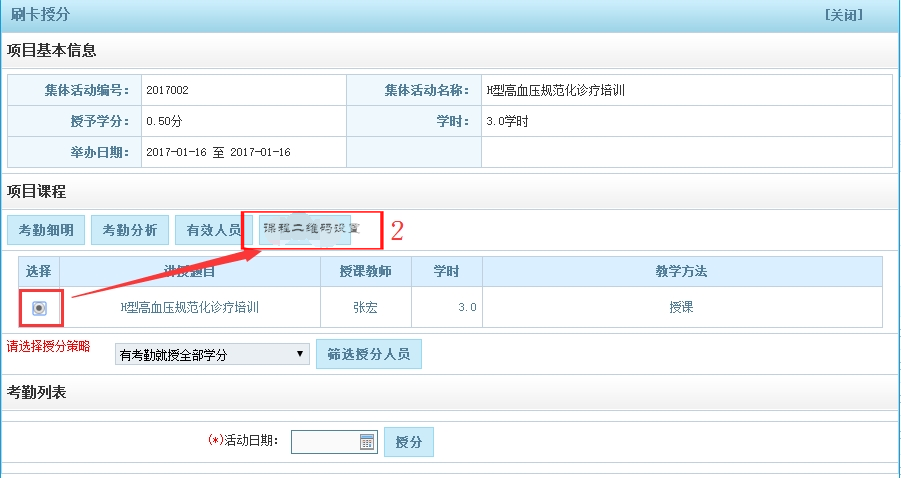 刷卡授分 [关闭]
项目基本信息
集体活动编号： 2017002 集体活动名称： H型高血压规范化诊疗培训
授予学分： 0.50分 学时： 3.0学时
举办日期： 2017-01-16 至 2017-01-16
项目课程
考勤细明 考勤分析 有效人员 课程二维码设置 2
选择 讲授题目 授课教师 学时 教学方法
H型高血压规范化诊疗培训 张宏 3.0 授课
请选择授分策略 有考勤就授全部学分 筛选授分人员
考勤列表
(*)活动日期： 授分